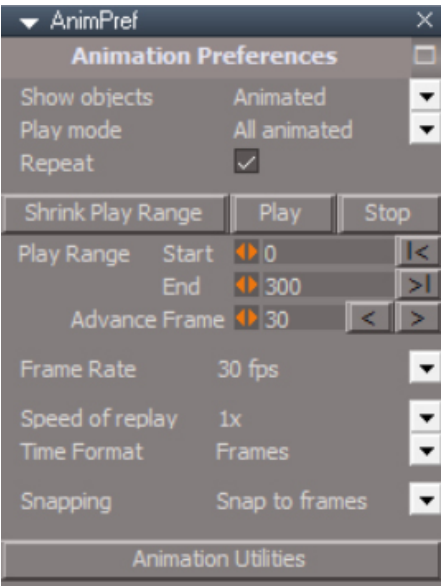 AnimPref
Animation Preferences
Show objects Animated
Play mode All animated
Repeat
Shrink Play Range Play Stop
Play Range Start 0 |<
End 300 >|
Advance Frame 30 < >
Frame Rate 30 fps
Speed of replay 1x
Time Format Frames
Snapping Snap to frames
Animation Utilities